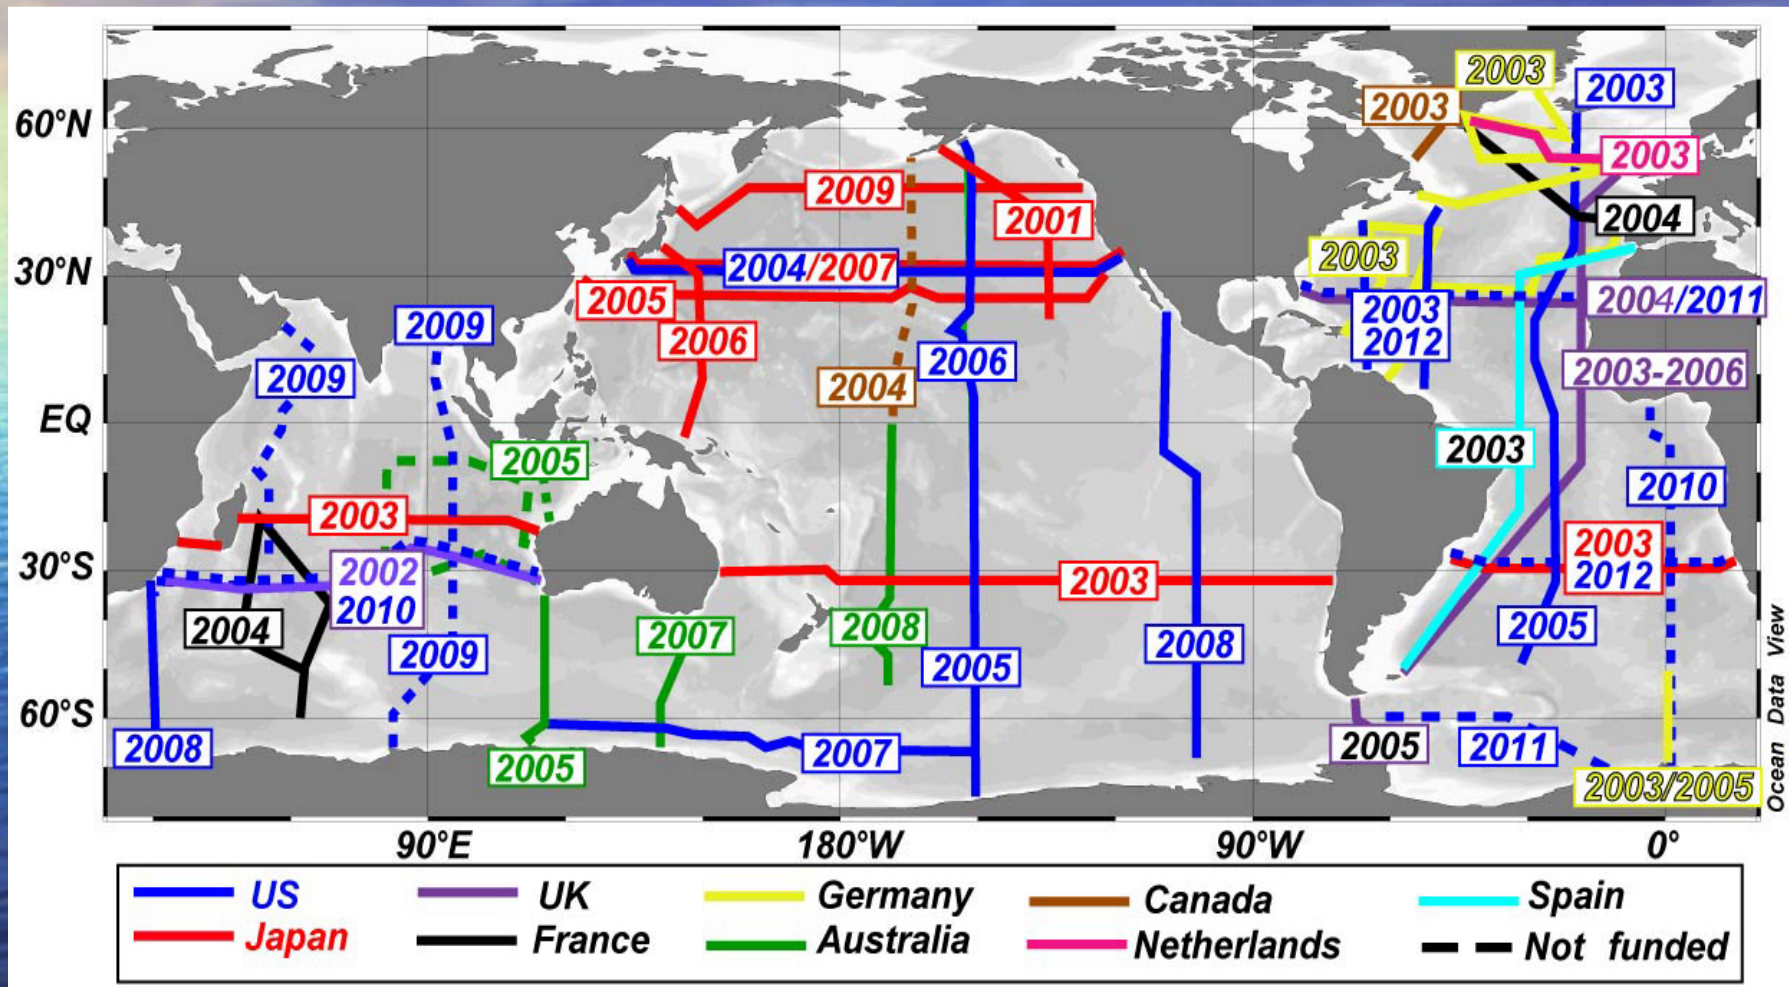 2003
2003
2003
60°N
2003
2009
2001
2004
2003
30°N
2004/2007
2005
2004/2011
2003
2012
2009
2006
2006
2009
2004
2003-2006
EQ
2003
2005
2010
2003
2003
2012
30°S
2002
2010
2003
2004
2007
2008
2005
2008
2009
2005
60°S
2008
2005
2007
2005
2011
2003/2005
Ocean Data View
90°E
180°W
90°W
0°
US
UK
Germany
Canada
Spain
Japan
France
Australia
Netherlands
Not funded